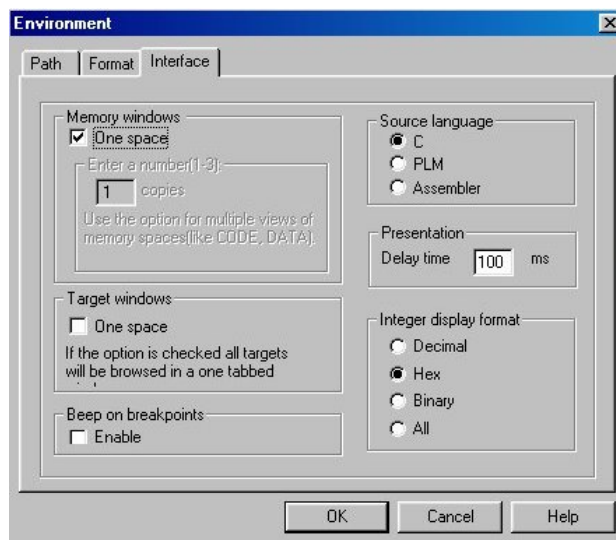 Environment
Path Format Interface
Memory windows
One space
Enter a number(1-3):
1 copies
Use the option for multiple views of
memory spaces(like CODE, DATA).
Target windows
One space
If the option is checked all targets
will be browsed in a one tabbed
Beep on breakpoints
Enable
Source language
C
PLM
Assembler
Presentation
Delay time 100 ms
Integer display format
Decimal
Hex
Binary
All
OK Cancel Help